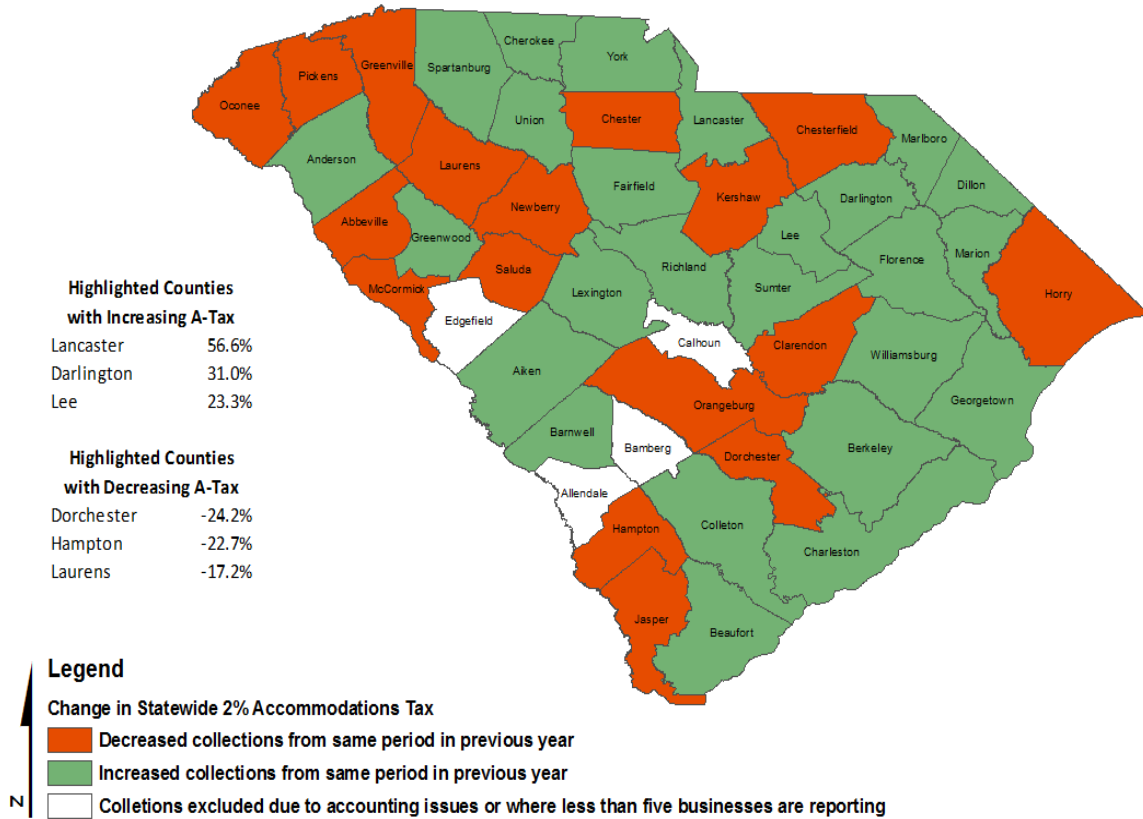 Cherokee
York
Spartanburg
Greenville
Pickens
Oconee
Union
Chester
Lancaster
Chesterfield
Marlboro
Anderson
Laurens
Fairfield
Kershaw
Darlington
Dillon
Abbeville
Newberry
Greenwood
Lee
Florence
Marion
Saluda
Richland
McCormick
Lexington
Sumter
Horry
Edgefield
Calhoun
Clarendon
Williamsburg
Aiken
Orangeburg
Georgetown
Barnwell
Bamberg
Dorchester
Berkeley
Allendale
Hampton
Colleton
Charleston
Jasper
Beaufort
Highlighted Counties
with Increasing A-Tax
Lancaster 56.6%
Darlington 31.0%
Lee 23.3%
Highlighted Counties
with Decreasing A-Tax
Dorchester -24.2%
Hampton -22.7%
Laurens -17.2%
Legend
Change in Statewide 2% Accommodations Tax
Decreased collections from same period in previous year
Increased collections from same period in previous year
Colletions excluded due to accounting issues or where less than five businesses are reporting
N